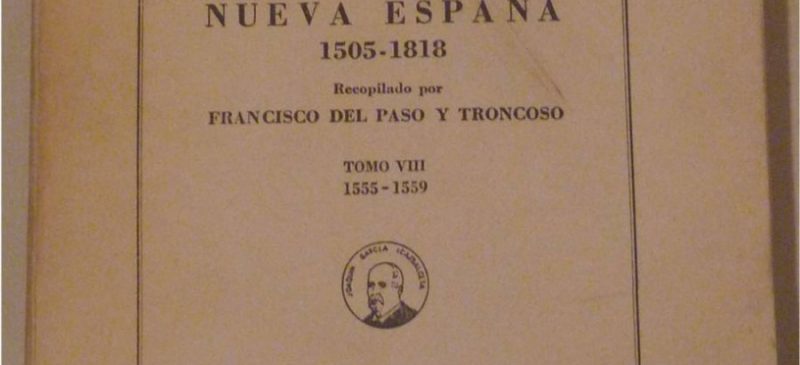 NUEVA ESPAÑA
1505-1818
Recopilado por
FRANCISCO DEL PASO Y TRONCOSO
TOMO VIII
1555-1559
JOAQUIN GARCIA ICAZBALCETA